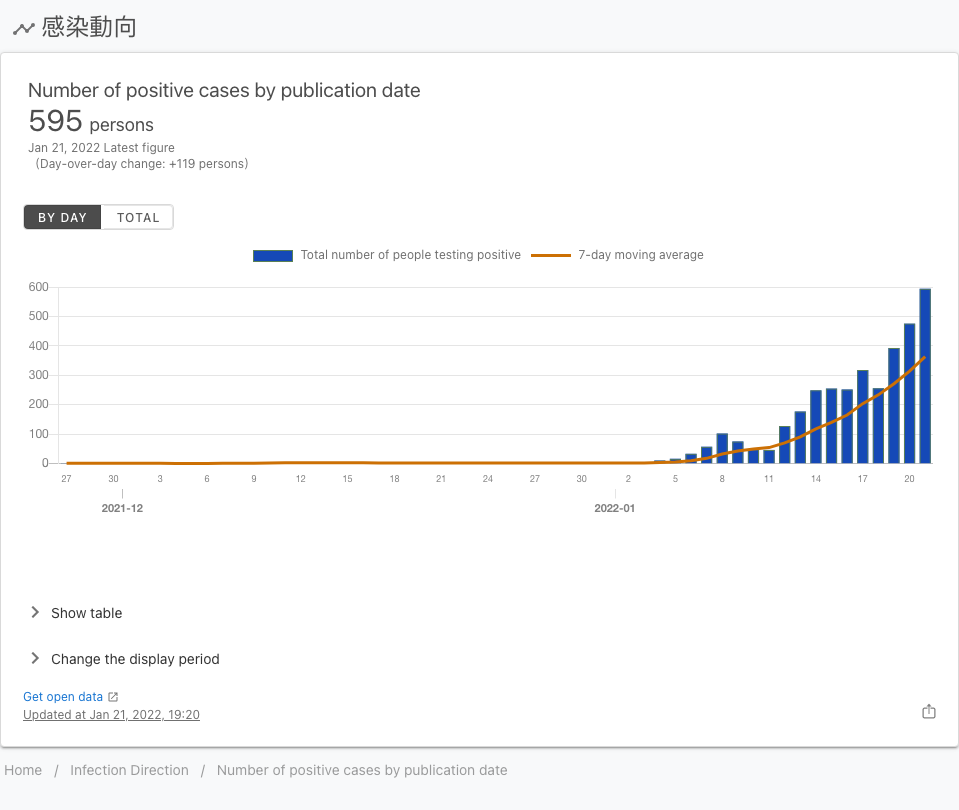 感染動向
Number of positive cases by publication date
595 persons
Jan 21, 2022 Latest figure
(Day-over-day change: +119 persons)
BY DAY TOTAL
Total number of people testing positive 7-day moving average
600
500
400
300
200
100
0
27 30 3 6 9 12 15 18 21 24 27 30 2 5 8 11 14 17 20
2021-12 2022-01
Show table
Change the display period
Get open data
Updated at Jan 21, 2022, 19:20
Home / Infection Direction / Number of positive cases by publication date